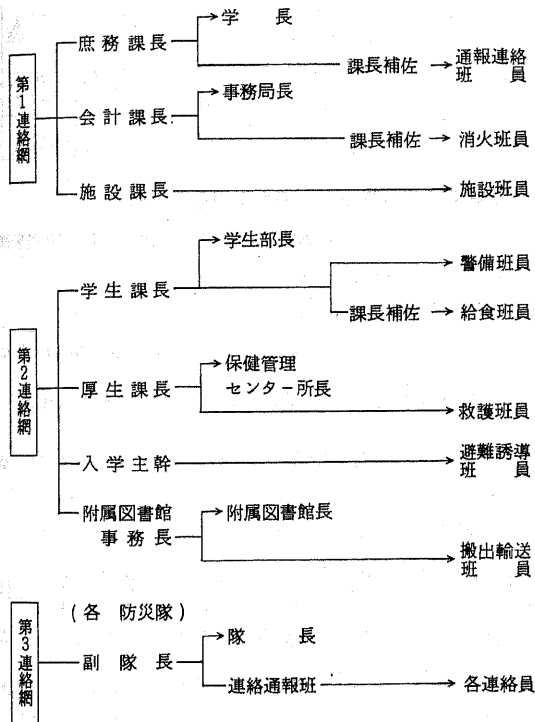 第1連絡網
庶務課長
学長
課長補佐
通報連絡
班員
会計課長
事務局長
課長補佐
消火班員
施設課長
施設班員
第2連絡網
学生課長
学生部長
警備班員
課長補佐
給食班員
厚生課長
保健管理
センター所長
救護班員
入学主幹
避難誘導
班員
附属図書館
事務長
附属図書館長
搬出輸送
班員
第3連絡網
(各 防災隊)
副隊長
隊長
連絡通報班
各連絡員